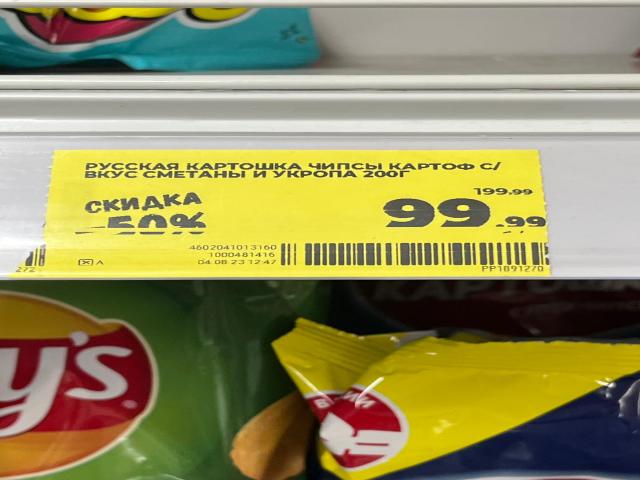 РУССКАЯ КАРТОШКА ЧИПСЫ КАРТОФ С/
ВКУС СМЕТАНЫ И УКРОПА 200Г
199.99
СКИДКА
-50%
99.99
4602041013160
1000481416
04.08.23 12:47
A
272
PP1891270
y's